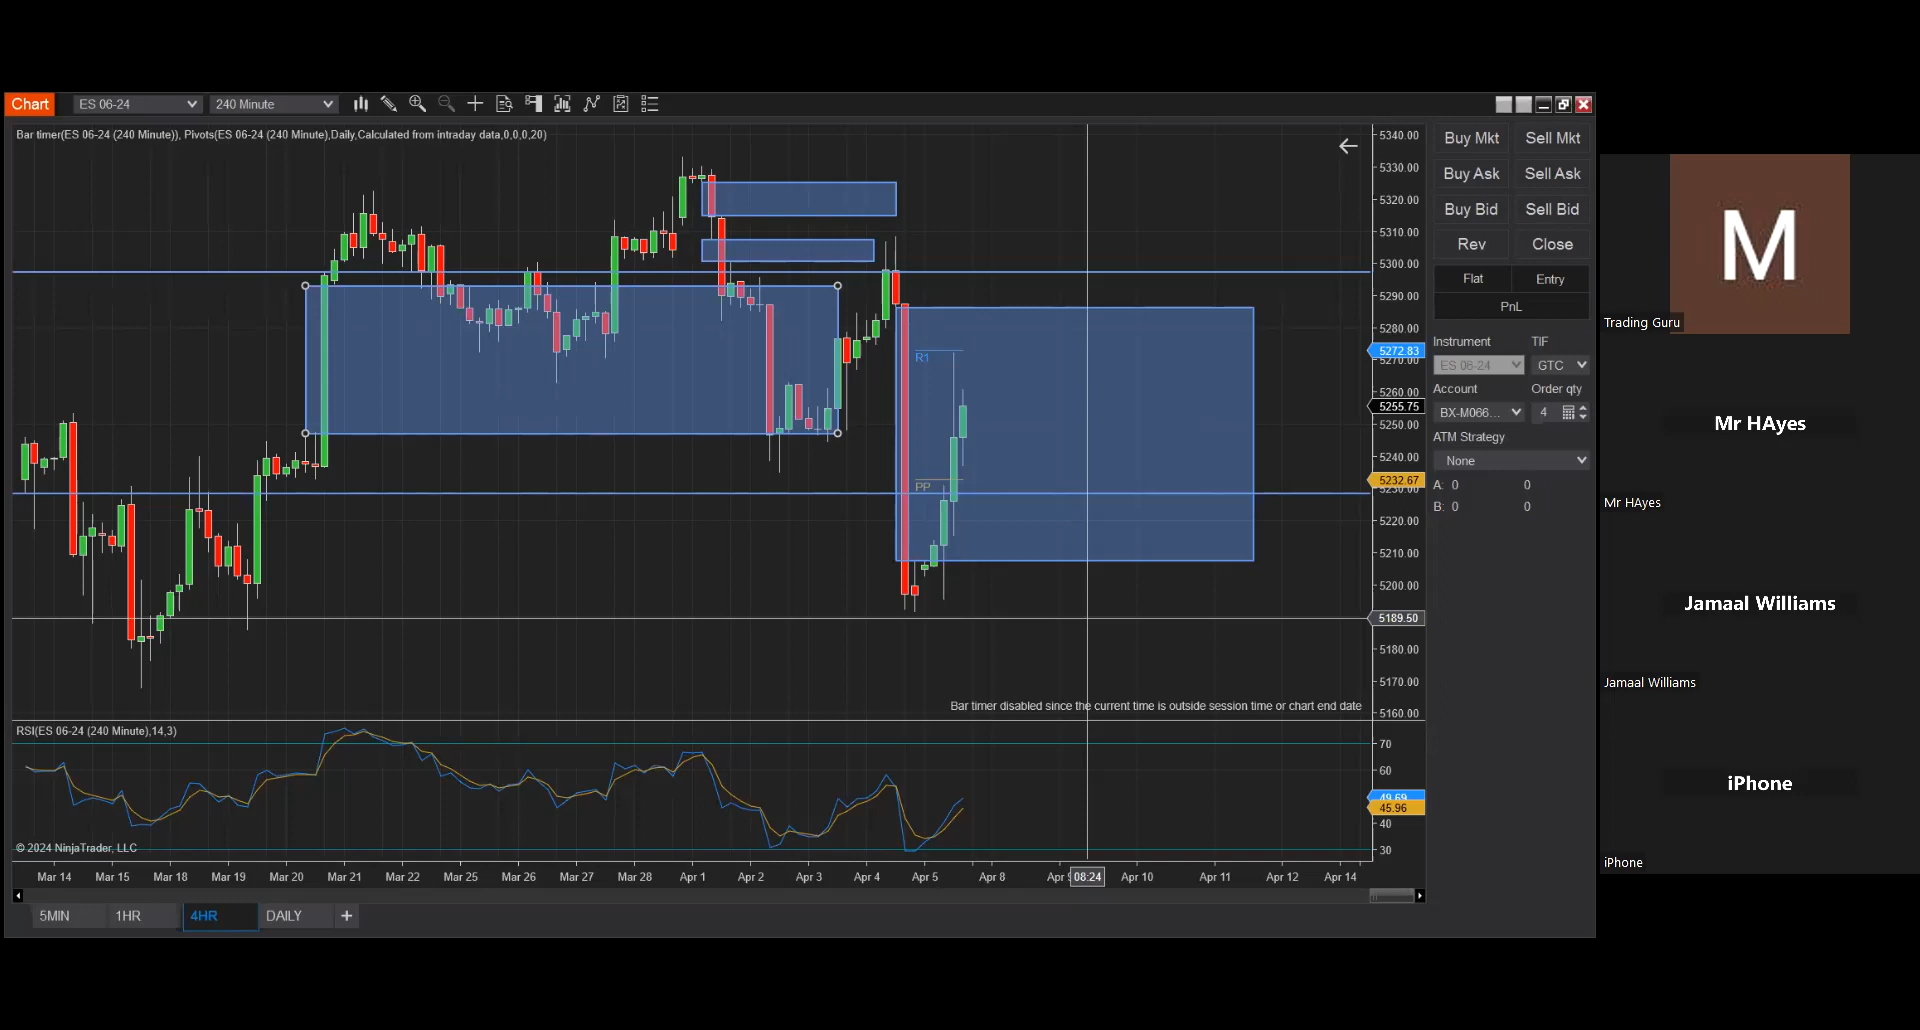 Chart ES 06-24 240 Minute
Bar timer(ES 06-24 (240 Minute)), Pivots(ES 06-24 (240 Minute),Daily,Calculated from intraday data,0,0,0,20)
5340.00
5330.00
5320.00
5310.00
5300.00
5290.00
5280.00
5272.83
5270.00
5260.00
5255.75
5250.00
5240.00
5232.67
5230.00
5220.00
5210.00
5200.00
5189.50
5180.00
5170.00
5160.00
R1
PP
Bar timer disabled since the current time is outside session time or chart end date
RSI(ES 06-24 (240 Minute),14,3)
70
60
49.69
45.96
40
30
© 2024 NinjaTrader, LLC
Mar 14 Mar 15 Mar 18 Mar 19 Mar 20 Mar 21 Mar 22 Mar 25 Mar 26 Mar 27 Mar 28 Apr 1 Apr 2 Apr 3 Apr 4 Apr 5 Apr 8 Apr 9 08:24 Apr 10 Apr 11 Apr 12 Apr 14
5MIN 1HR 4HR DAILY +
Buy Mkt Sell Mkt
Buy Ask Sell Ask
Buy Bid Sell Bid
Rev Close
Flat Entry
PnL
Instrument TIF
ES 06-24 GTC
Account Order qty
BX-M066... 4
ATM Strategy
None
A: 0 0
B: 0 0
M
Trading Guru
Mr HAyes
Mr HAyes
Jamaal Williams
Jamaal Williams
iPhone
iPhone